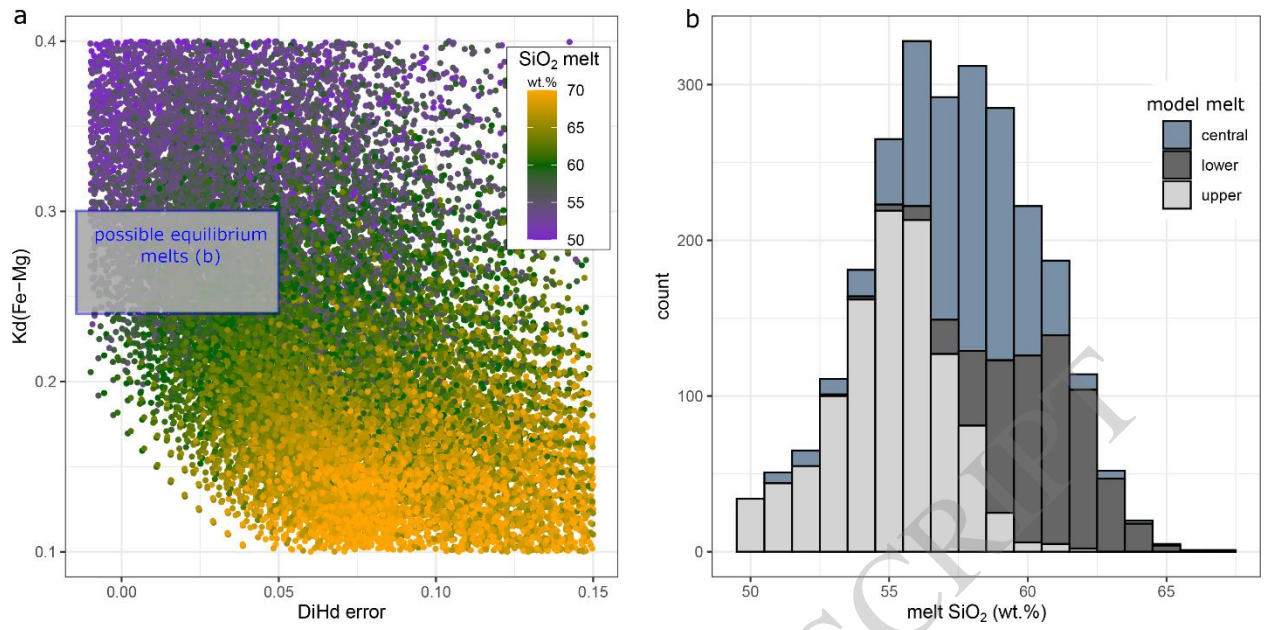 a
0.4
0.3
0.2
0.1
Kd(Fe−Mg)
0.00
0.05
0.10
0.15
DiHd error
SiO₂ melt
wt.%
70
65
60
55
50
possible equilibrium
melts (b)
b
300
200
100
0
count
50
55
60
65
melt SiO₂ (wt.%)
model melt
central
lower
upper
SCRIPT